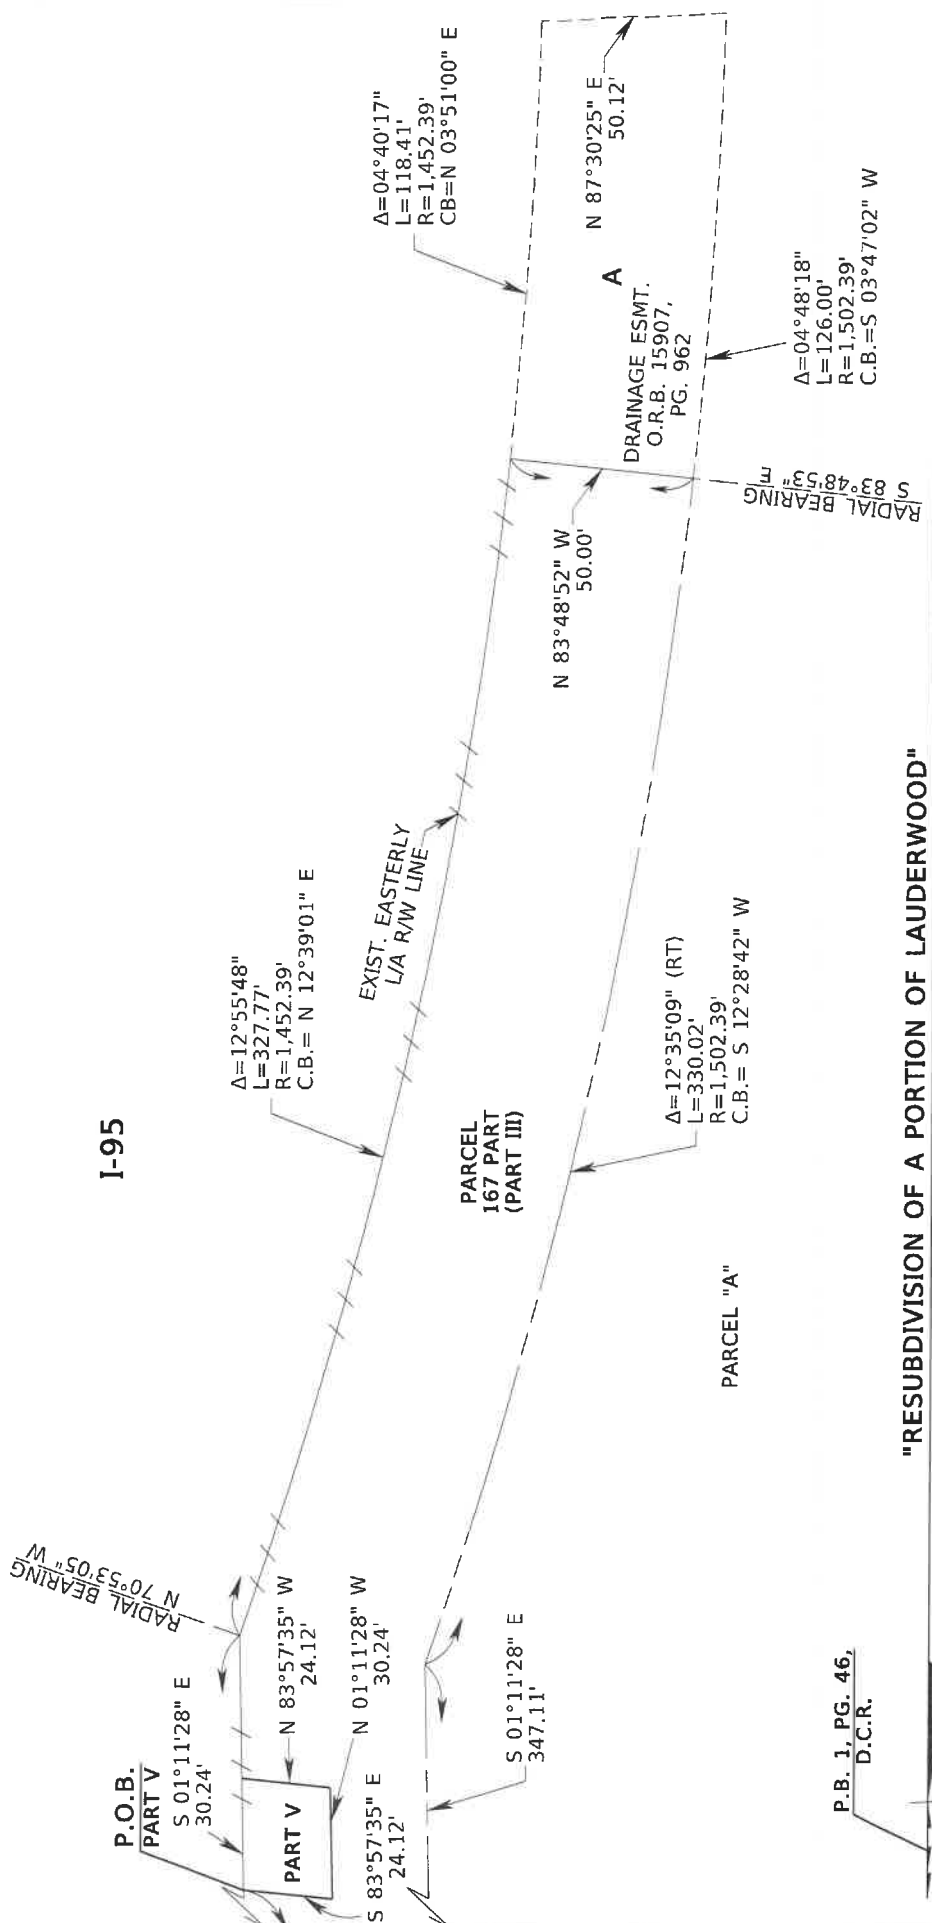 I-95
Δ=04°40'17"
L=118.41'
R=1,452.39'
CB=N 03°51'00" E
N 87°30'25" E
50.12'
A
DRAINAGE ESMT.
O.R.B. 15907,
PG. 962
Δ=04°48'18"
L=126.00'
R=1,502.39'
C.B.=S 03°47'02" W
RADIAL BEARING
S 83°48'53" E
N 83°48'52" W
50.00'
EXIST. EASTERLY
L/A R/W LINE
Δ=12°55'48"
L=327.77'
R=1,452.39'
C.B.= N 12°39'01" E
PARCEL
167 PART
(PART III)
Δ=12°35'09" (RT)
L=330.02'
R=1,502.39'
C.B.= S 12°28'42" W
PARCEL "A"
"RESUBDIVISION OF A PORTION OF LAUDERWOOD"
RADIAL BEARING
N 70°53'05" W
P.O.B.
PART V
S 01°11'28" E
30.24'
N 83°57'35" W
24.12'
N 01°11'28" W
30.24'
PART V
S 83°57'35" E
24.12'
S 01°11'28" E
347.11'
P.B. 1, PG. 46,
D.C.R.